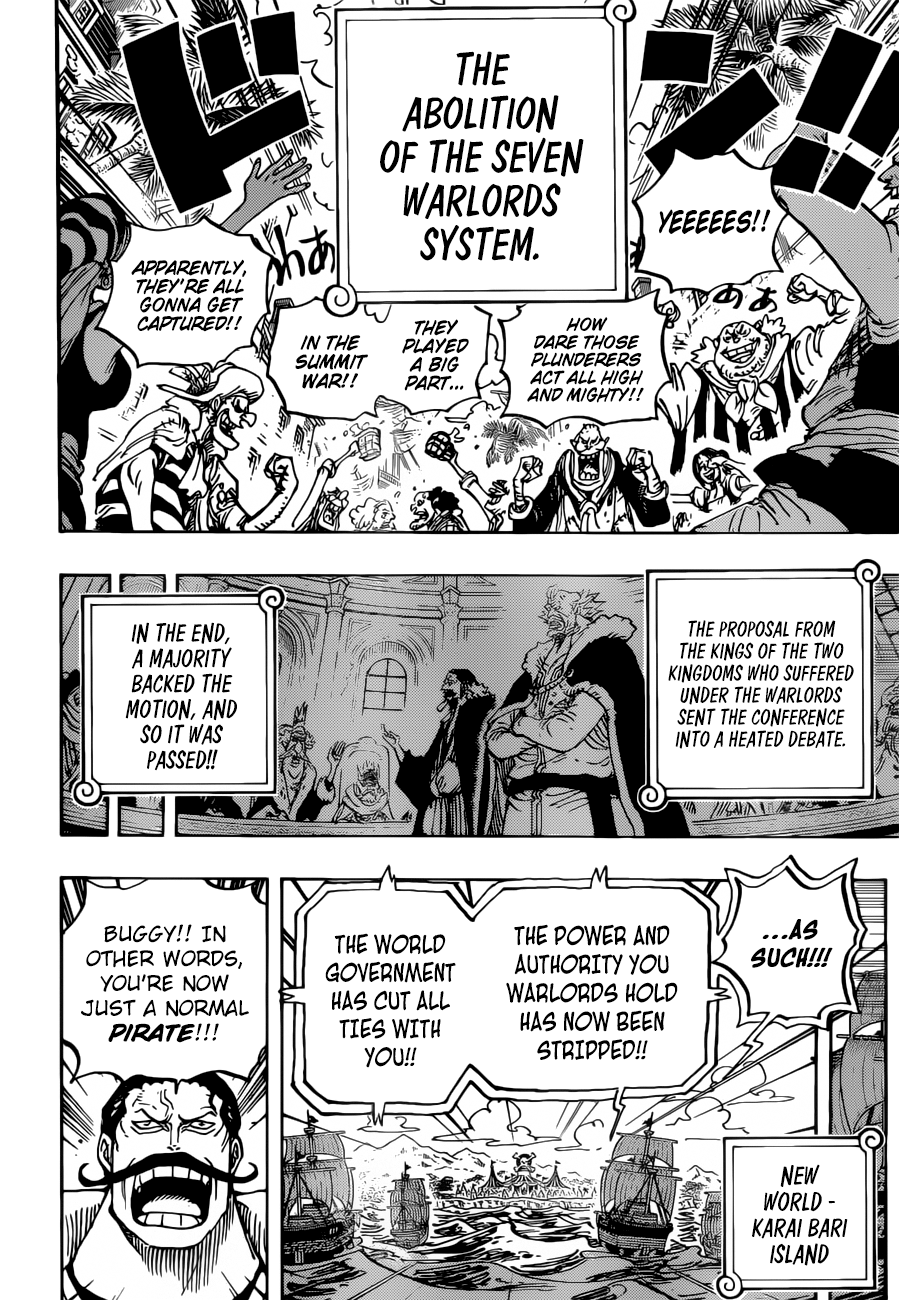 ドン!!
THE
ABOLITION
OF THE SEVEN
WARLORDS
SYSTEM.
YEEEEES!!
わあ
HOW
DARE THOSE
PLUNDERERS
ACT ALL HIGH
AND MIGHTY!!
THEY
PLAYED
A BIG
PART...
IN THE
SUMMIT
WAR!!
APPARENTLY,
THEY'RE ALL
GONNA GET
CAPTURED!!
THE PROPOSAL FROM
THE KINGS OF THE TWO
KINGDOMS WHO SUFFERED
UNDER THE WARLORDS
SENT THE CONFERENCE
INTO A HEATED DEBATE.
IN THE END,
A MAJORITY
BACKED THE
MOTION, AND
SO IT WAS
PASSED!!
...AS
SUCH!!!
THE POWER AND
AUTHORITY YOU
WARLORDS HOLD
HAS NOW BEEN
STRIPPED!!
THE WORLD
GOVERNMENT
HAS CUT ALL
TIES WITH
YOU!!
NEW
WORLD -
KARAI BARI
ISLAND
BUGGY!! IN
OTHER WORDS,
YOU'RE NOW
JUST A NORMAL
PIRATE!!!